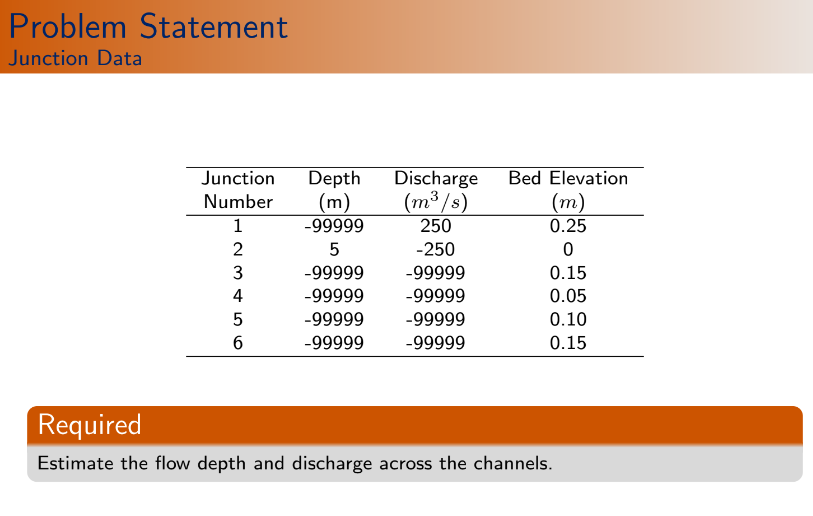 Problem Statement
Junction Data
Junction Depth Discharge Bed Elevation
Number (m) (m³/s) (m)
1 -99999 250 0.25
2 5 -250 0
3 -99999 -99999 0.15
4 -99999 -99999 0.05
5 -99999 -99999 0.10
6 -99999 -99999 0.15
Required
Estimate the flow depth and discharge across the channels.